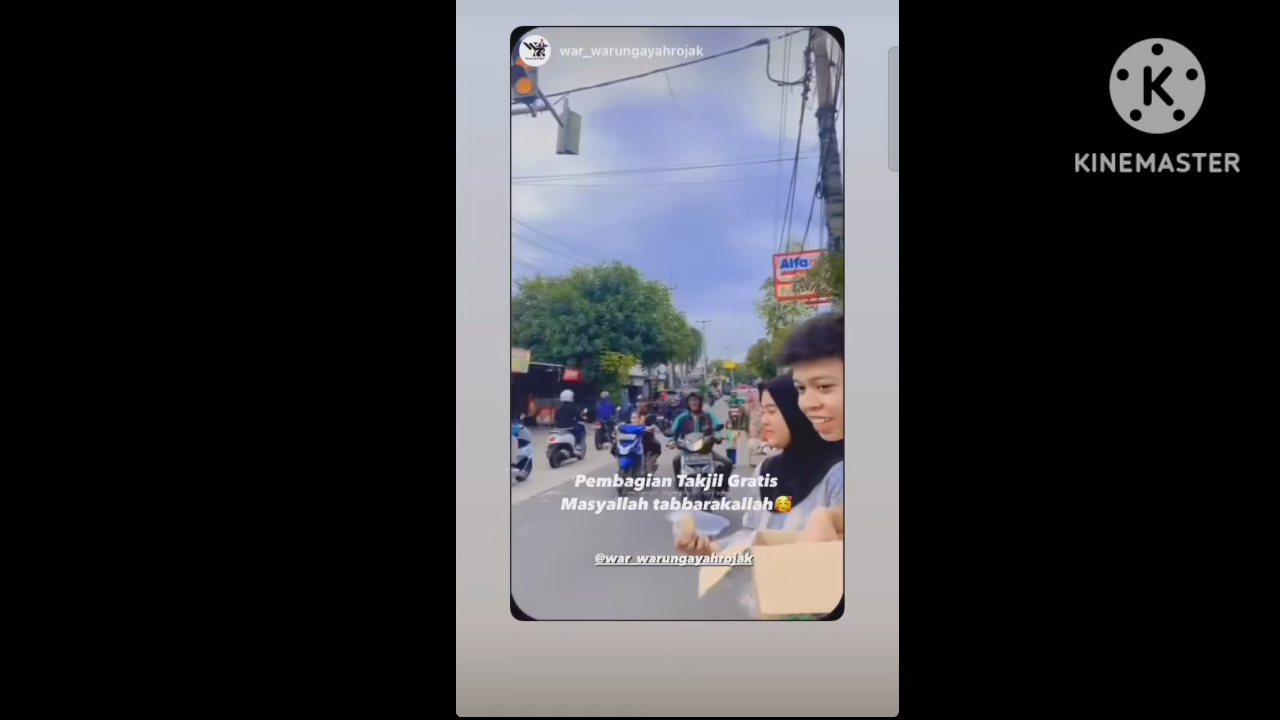 war_warungayahrojak
KINEMASTER
Alfa
Pembagian Takjil Gratis
Masyallah tabbarakallah🥰
@war_warungayahrojak